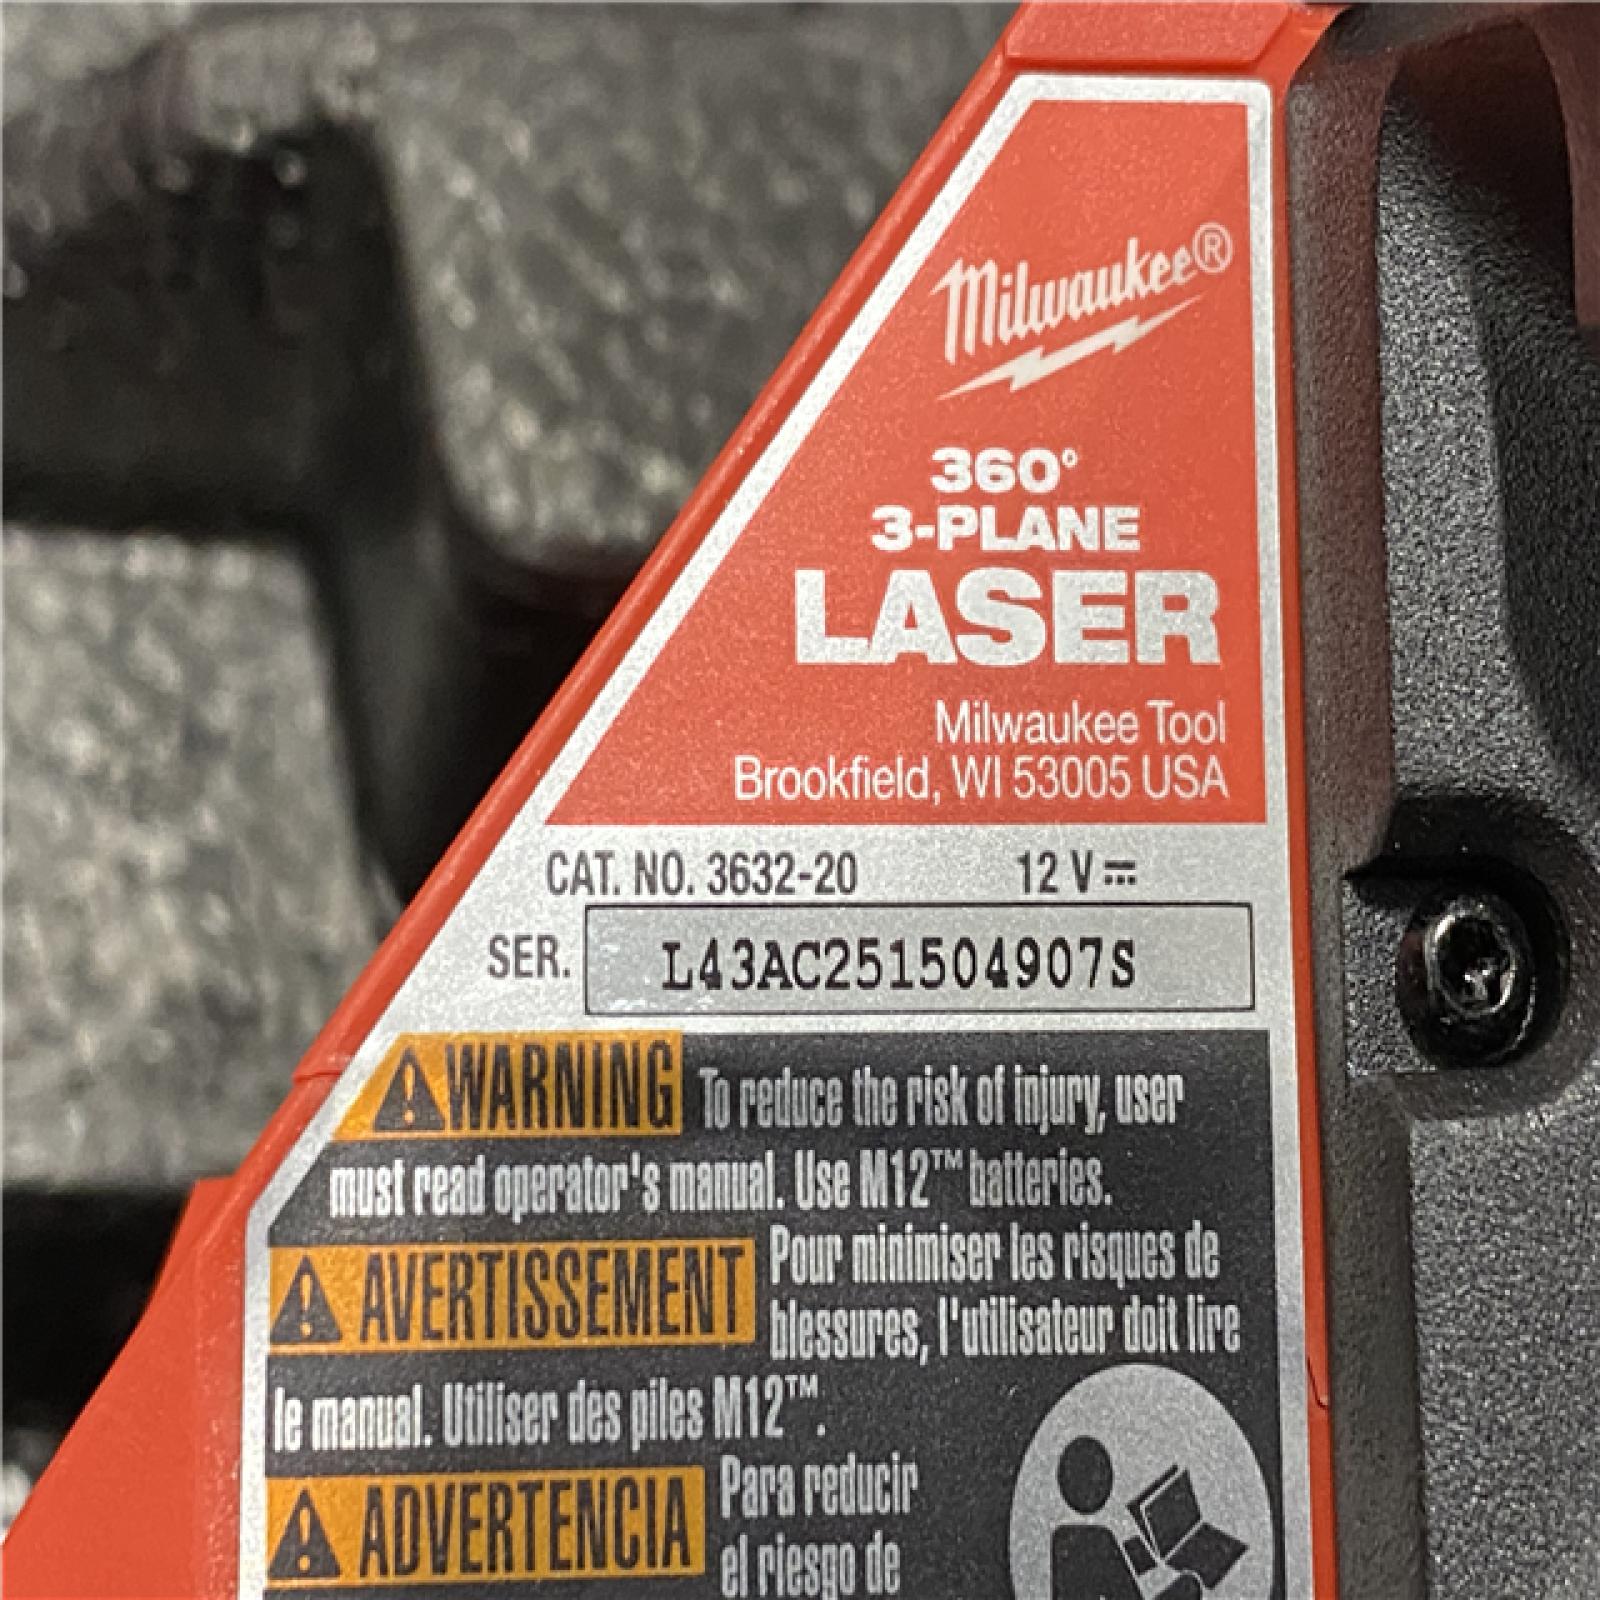 Milwaukee®
360°
3-PLANE
LASER
Milwaukee Tool
Brookfield, WI 53005 USA
CAT. NO. 3632-20 12 V ⎓
SER. L43AC251504907S
WARNING To reduce the risk of injury, user
must read operator's manual. Use M12™ batteries.
AVERTISSEMENT Pour minimiser les risques de
blessures, l'utilisateur doit lire
le manual. Utiliser des piles M12™.
ADVERTENCIA Para reducir
el riesgo de